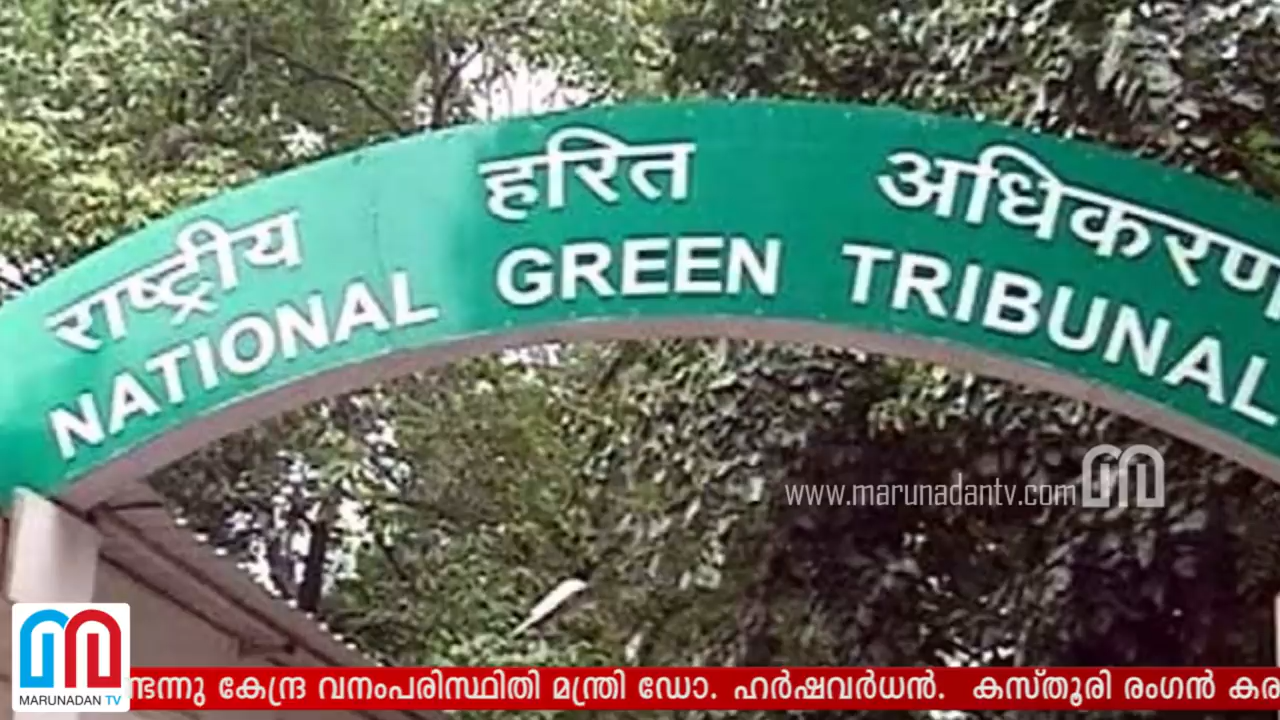 राष्ट्रीय हरित अधिकरण
NATIONAL GREEN TRIBUNAL
www.marunadantv.com
MARUNADAN TV
കേന്ദ്ര വനംപരിസ്ഥിതി മന്ത്രി ഡോ. ഹർഷവർധൻ. കസ്തൂരി രംഗൻ